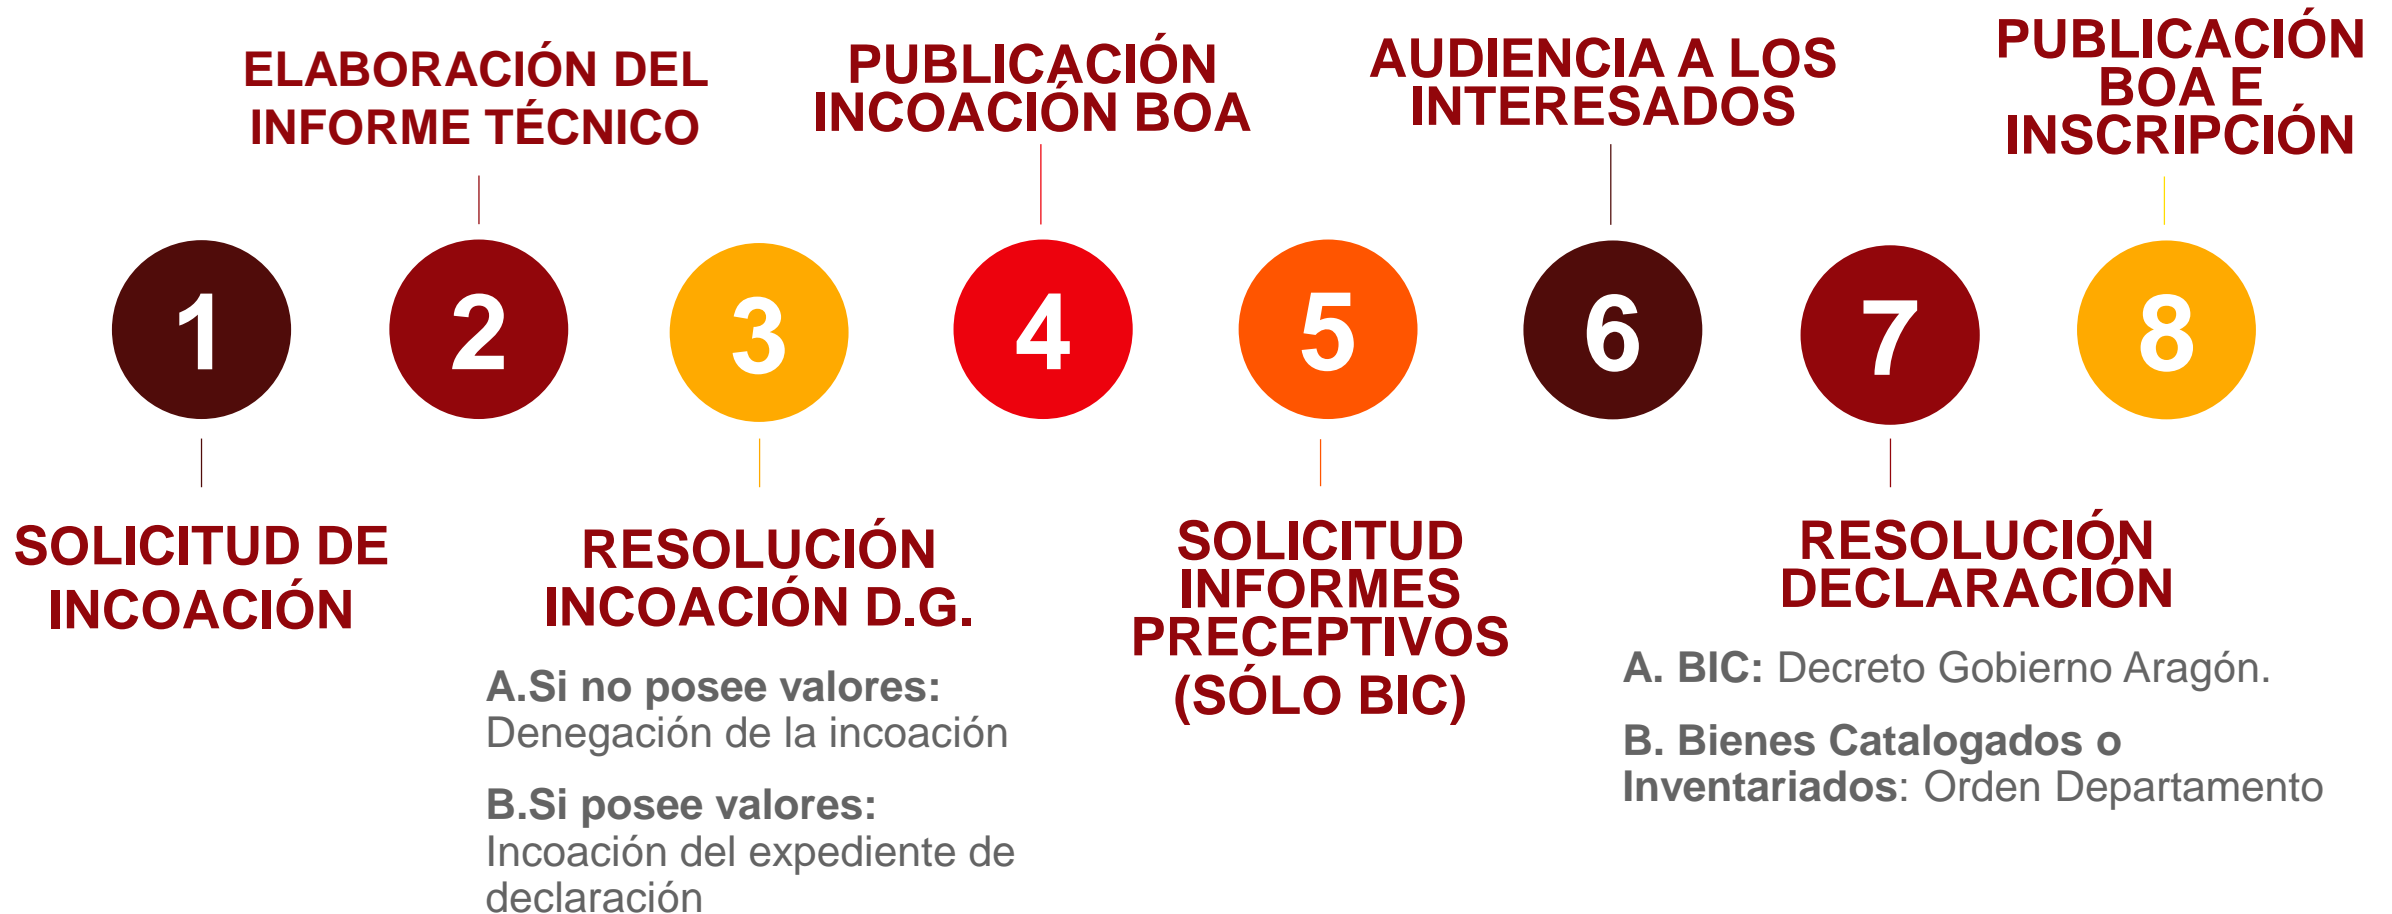 1
SOLICITUD DE
INCOACIÓN
ELABORACIÓN DEL
INFORME TÉCNICO
2
3
RESOLUCIÓN
INCOACIÓN D.G.
A.Si no posee valores:
Denegación de la incoación
B.Si posee valores:
Incoación del expediente de
declaración
PUBLICACIÓN
INCOACIÓN BOA
4
5
SOLICITUD
INFORMES
PRECEPTIVOS
(SÓLO BIC)
AUDIENCIA A LOS
INTERESADOS
6
7
RESOLUCIÓN
DECLARACIÓN
A. BIC: Decreto Gobierno Aragón.
B. Bienes Catalogados o
Inventariados: Orden Departamento
PUBLICACIÓN
BOA E
INSCRIPCIÓN
8